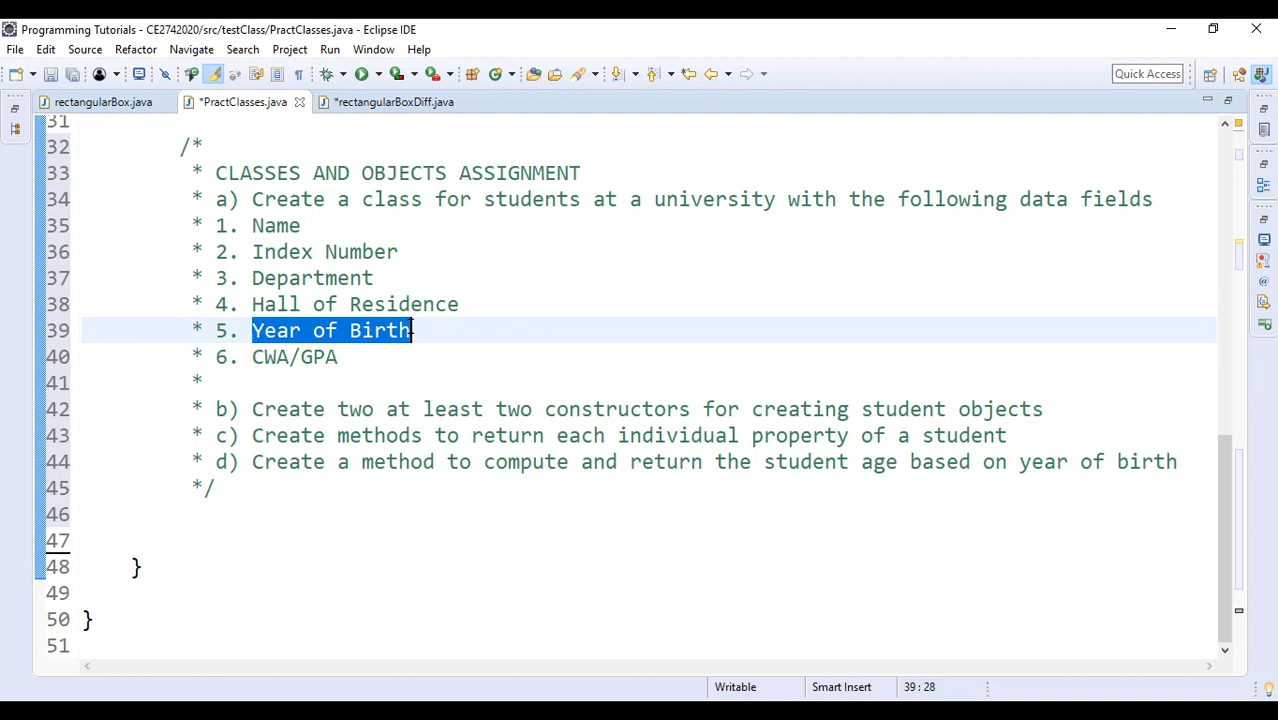 Programming Tutorials - CE2742020/src/testClass/PractClasses.java - Eclipse IDE
File Edit Source Refactor Navigate Search Project Run Window Help
Quick Access
rectangularBox.java *PractClasses.java *rectangularBoxDiff.java
31
32 /*
33 * CLASSES AND OBJECTS ASSIGNMENT
34 * a) Create a class for students at a university with the following data fields
35 * 1. Name
36 * 2. Index Number
37 * 3. Department
38 * 4. Hall of Residence
39 * 5. Year of Birth
40 * 6. CWA/GPA
41 *
42 * b) Create two at least two constructors for creating student objects
43 * c) Create methods to return each individual property of a student
44 * d) Create a method to compute and return the student age based on year of birth
45 */
46
47
48 }
49
50 }
51
Writable Smart Insert 39 : 28